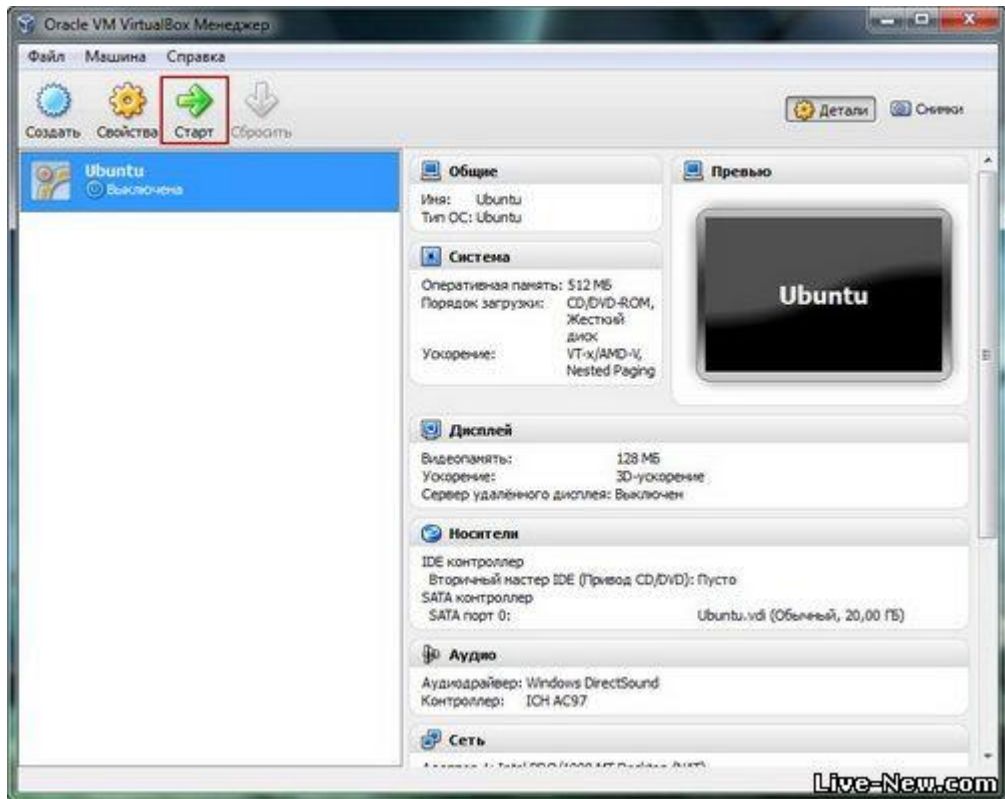 Oracle VM VirtualBox Менеджер
Файл Машина Справка
Создать Свойства Старт Сбросить
Детали Снимки
Ubuntu
Выключена
Общие
Имя: Ubuntu
Тип ОС: Ubuntu
Превью
Ubuntu
Система
Оперативная память: 512 МБ
Порядок загрузки: CD/DVD-ROM,
Жесткий
диск
Ускорение: VT-x/AMD-V,
Nested Paging
Дисплей
Видеопамять: 128 МБ
Ускорение: 3D-ускорение
Сервер удалённого дисплея: Выключен
Носители
IDE контроллер
Вторичный мастер IDE (Привод CD/DVD): Пусто
SATA контроллер
SATA порт 0: Ubuntu.vdi (Обычный, 20,00 ГБ)
Аудио
Аудиодрайвер: Windows DirectSound
Контроллер: ICH AC97
Сеть
Live-New.com